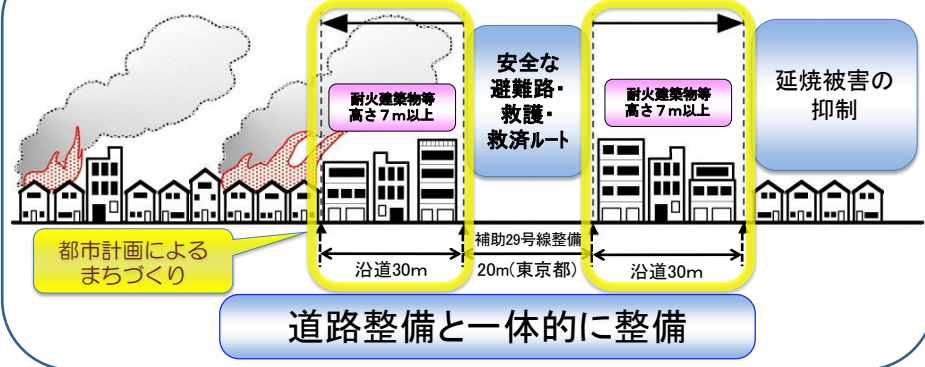 耐火建築物等
高さ7m以上
安全な
避難路・
救護・
救済ルート
耐火建築物等
高さ7m以上
延焼被害の
抑制
都市計画による
まちづくり
沿道30m
補助29号線整備
20m(東京都)
沿道30m
道路整備と一体的に整備